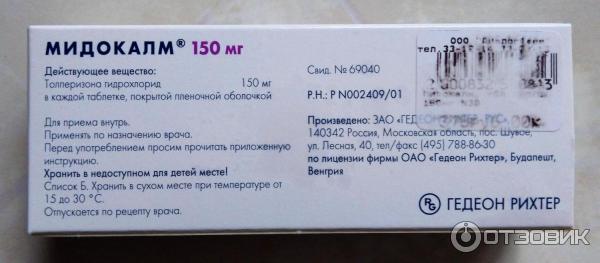 МИДОКАЛМ® 150 мг
Действующее вещество:
Толперизона гидрохлорид 150 мг
в каждой таблетке, покрытой пленочной оболочкой
Для приема внутрь.
Применять по назначению врача.
Перед употреблением просим прочитать приложенную
инструкцию.
Хранить в недоступном для детей месте!
Список Б. Хранить в сухом месте при температуре от
15 до 30 °C.
Отпускается по рецепту врача.
Свид. № 69040
Р.Н: Р N002409/01
Произведено: ЗАО «ГЕДЕОН РУС»,
140342 Россия, Московская область, пос. Шувое,
ул. Лесная, 40, тел/факс (495) 788-86-30
по лицензии фирмы ОАО «Гедеон Рихтер», Будапешт,
Венгрия
ООО
тел.
RG ГЕДЕОН РИХТЕР
ОТЗОВИК